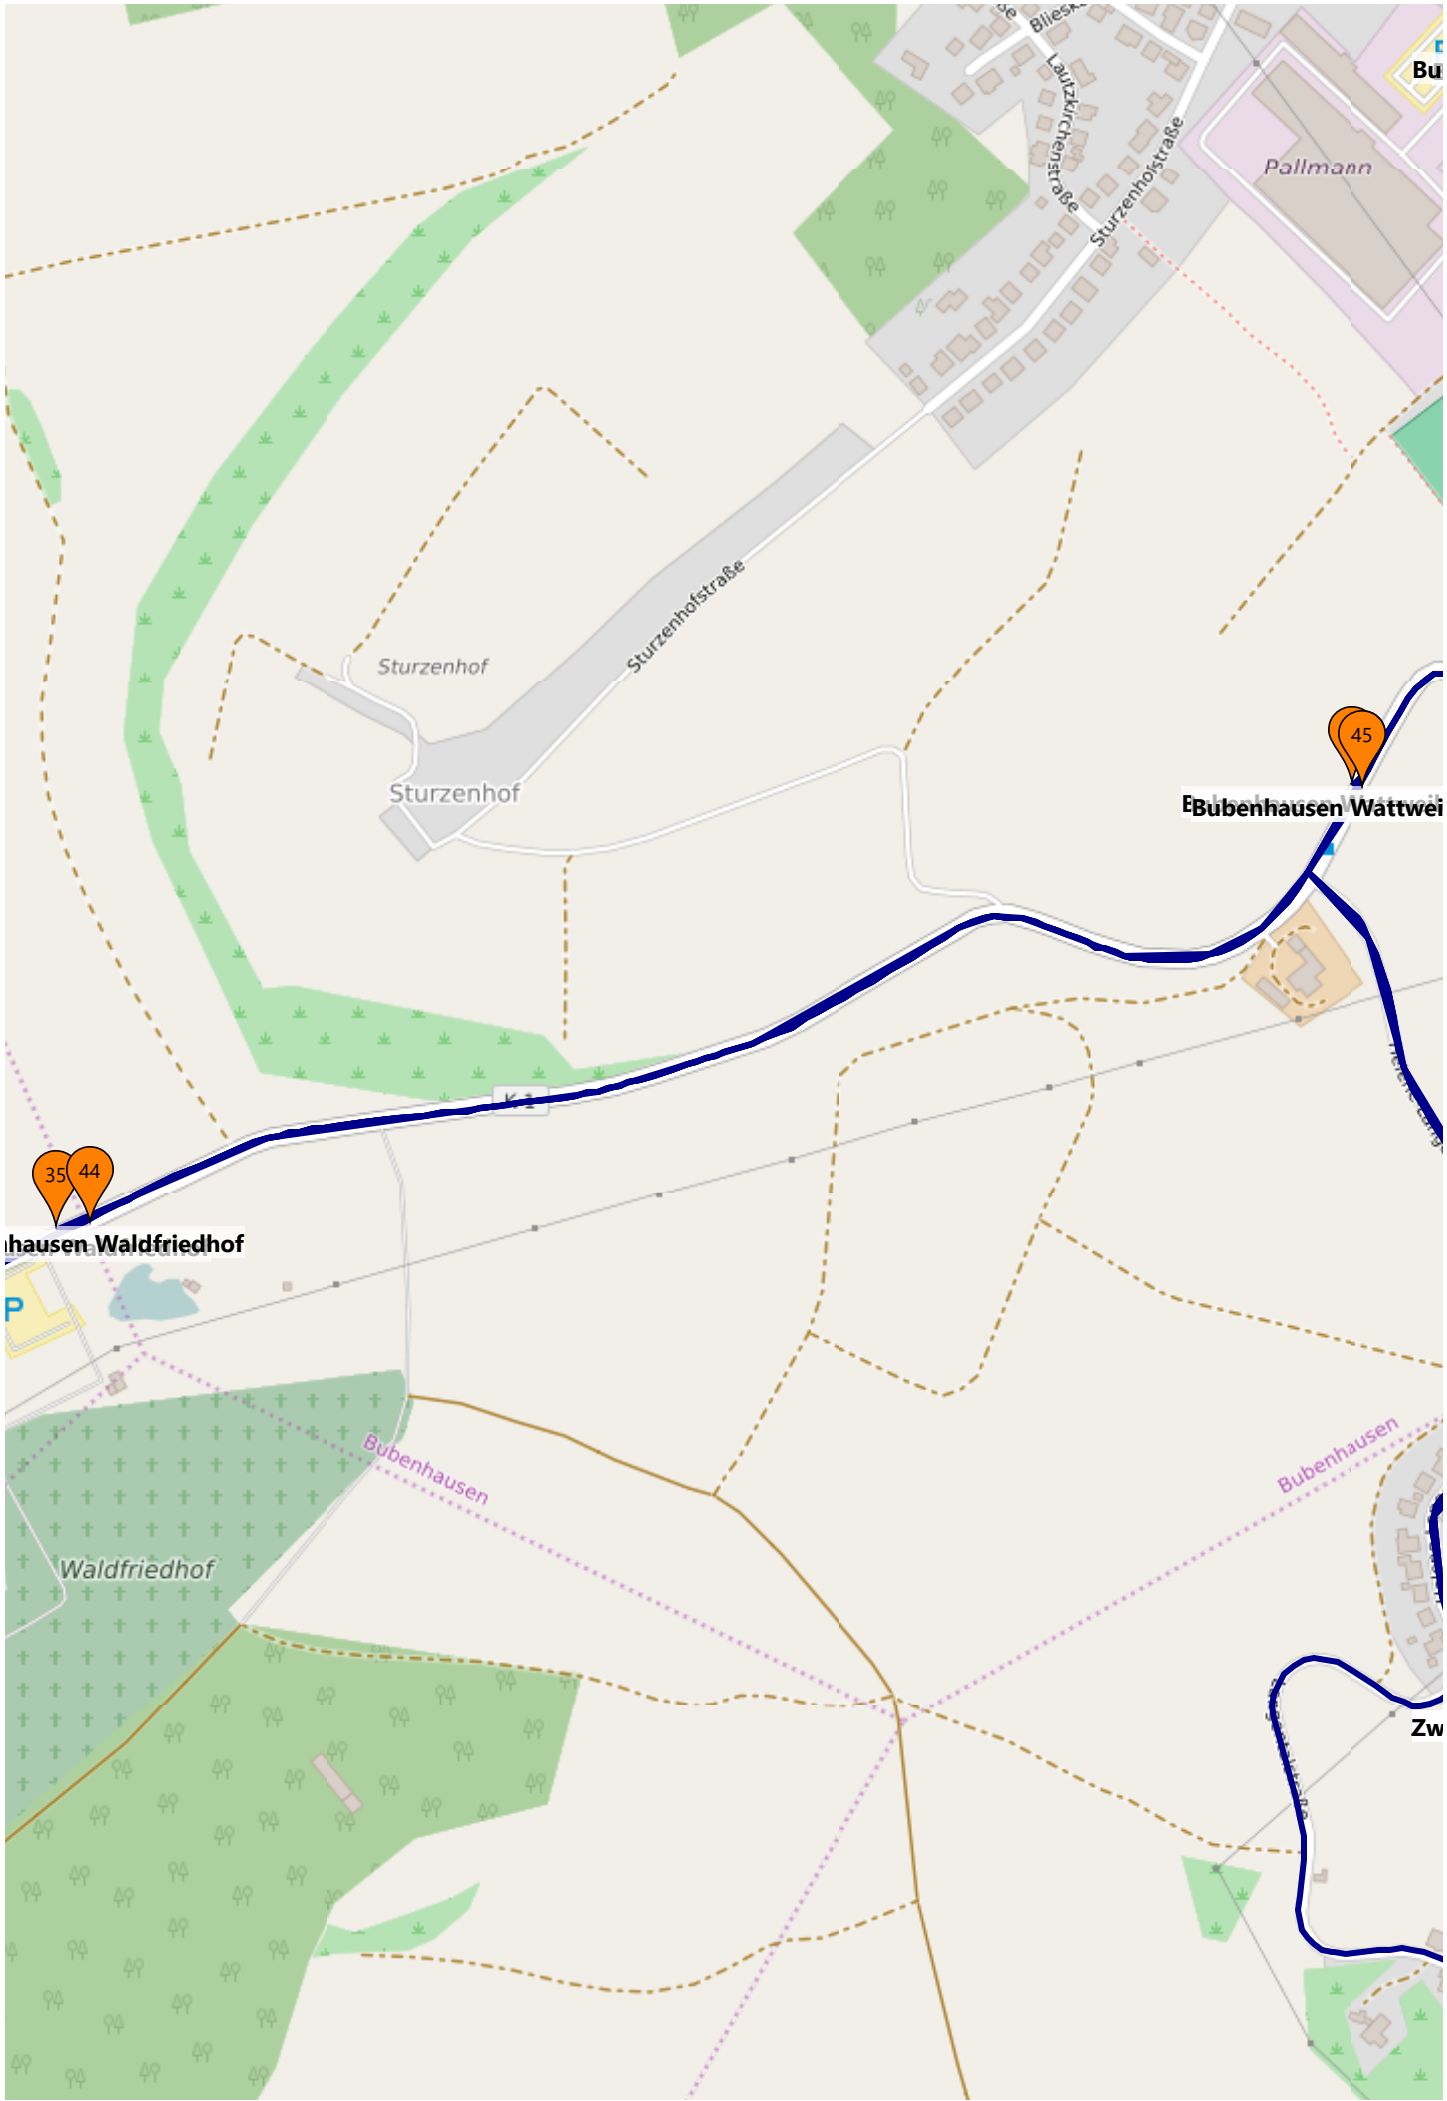 Bliesk
Bu
Lautzkirchenstraße
Sturzenhofstraße
Pallmann
Sturzenhofstraße
Sturzenhof
45
Sturzenhof
Bubenhausen Wattwei
K 1
35
44
hausen Waldfriedhof
P
Bubenhausen
Bubenhausen
Waldfriedhof
Zw